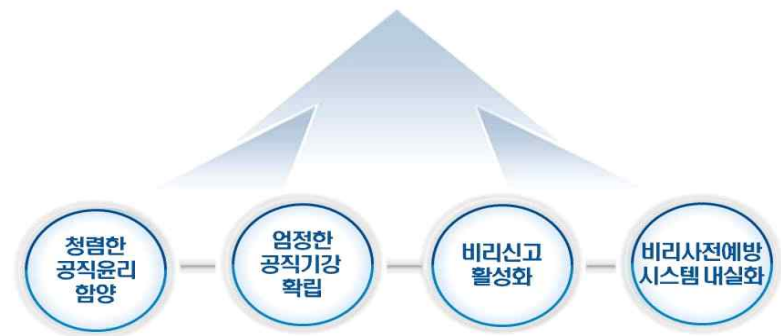 청렴한
공직윤리
함양
엄정한
공직기강
확립
비리신고
활성화
비리사전예방
시스템 내실화